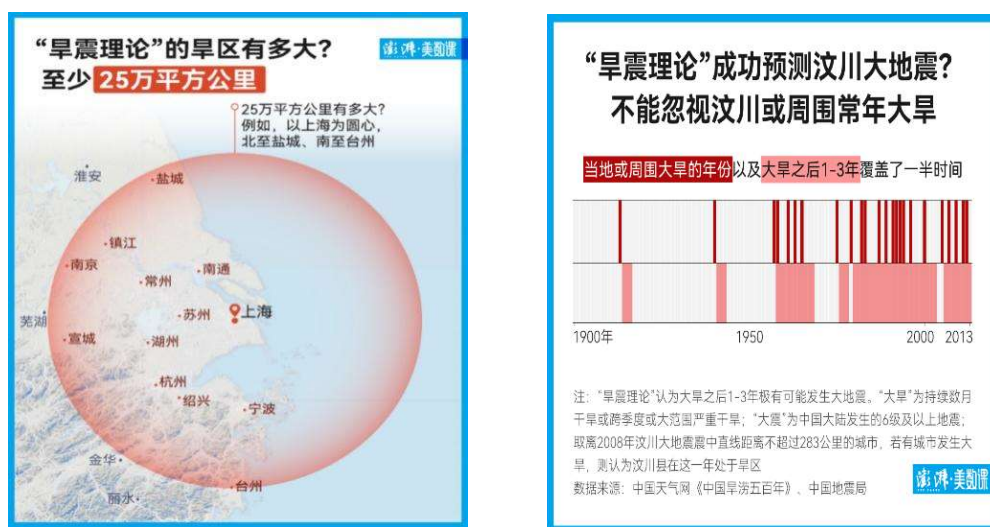 “旱震理论”的旱区有多大?
至少 25万平方公里
澎湃·美数课
25万平方公里有多大?
例如，以上海为圆心，
北至盐城、南至台州
淮安
盐城
镇江
南京
南通
常州
芜湖
苏州
上海
宣城
湖州
杭州
绍兴
宁波
金华
台州
丽水
“旱震理论”成功预测汶川大地震?
不能忽视汶川或周围常年大旱
当地或周围大旱的年份以及大旱之后1-3年覆盖了一半时间
1900年 1950 2000 2013
注：“旱震理论”认为大旱之后1-3年极有可能发生大地震。“大旱”为持续数月
干旱或跨季度或大范围严重干旱；“大震”为中国大陆发生的6级及以上地震；
取离2008年汶川大地震震中直线距离不超过283公里的城市，若有城市发生大
旱，则认为汶川县在这一年处于旱区
数据来源：中国天气网《中国旱涝五百年》、中国地震局
澎湃·美数课